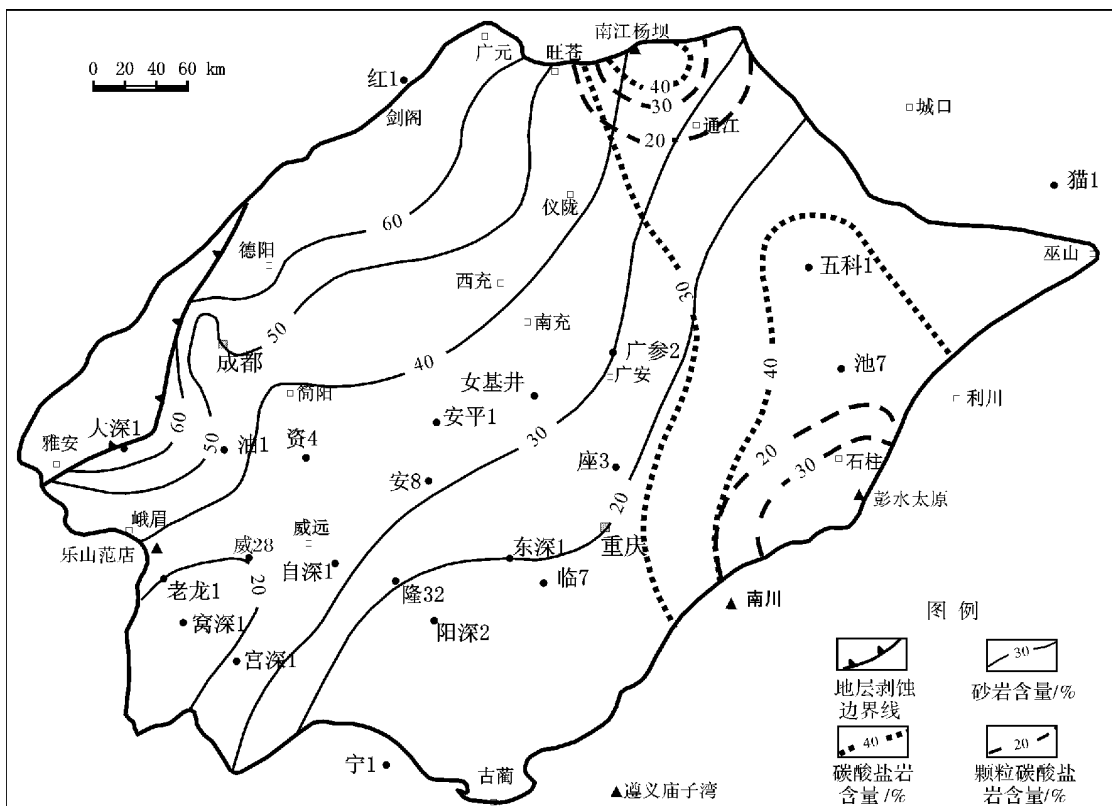 南江杨坝
广元
旺苍
0 20 40 60 km
红1
40
30
城口
剑阁
20
通江
猫1
60
仪陇
德阳
巫山
五科1
西充
30
50
南充
40
成都
广参2
广安
池7
40
女基井
简阳
利川
60
安平1
大深1
50
油1
资4
30
20
雅安
座3
石柱
30
安8
彭水太原
20
峨眉
威远
重庆
乐山范店
威28
东深1
自深1
20
老龙1
隆32
临7
南川
图 例
窝深1
阳深2
宫深1
30
地层剥蚀
边界线
砂岩含量/%
40
20
宁1
古蔺
遵义庙子湾
碳酸盐岩
含量/%
颗粒碳酸盐
岩含量/%